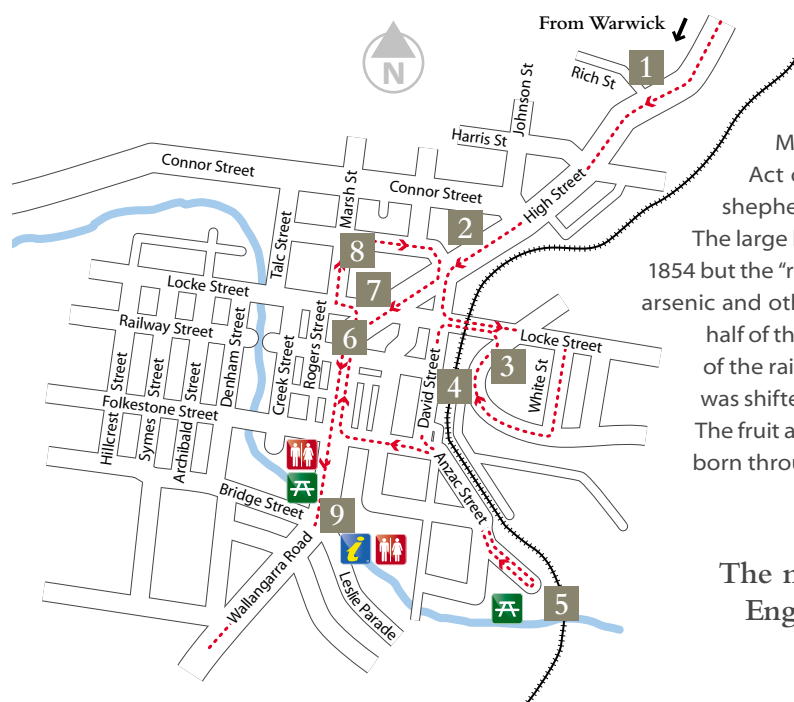 From Warwick
1
Rich St
N
Johnson St
Harris St
Connor Street
Marsh St
Connor Street
High Street
2
Talc Street
8
7
Locke Street
Railway Street
6
Locke Street
3
White St
4
David Street
Rogers Street
Creek Street
Denham Street
Hillcrest Street
Symes Street
Archibald Street
Folkestone Street
Anzac Street
Bridge Street
9
i
Wallangarra Road
Leslie Parade
5
M
Act o
shephe
The large
1854 but the “r
arsenic and oth
half of th
of the rai
was shifte
The fruit a
born throu
The n
Eng